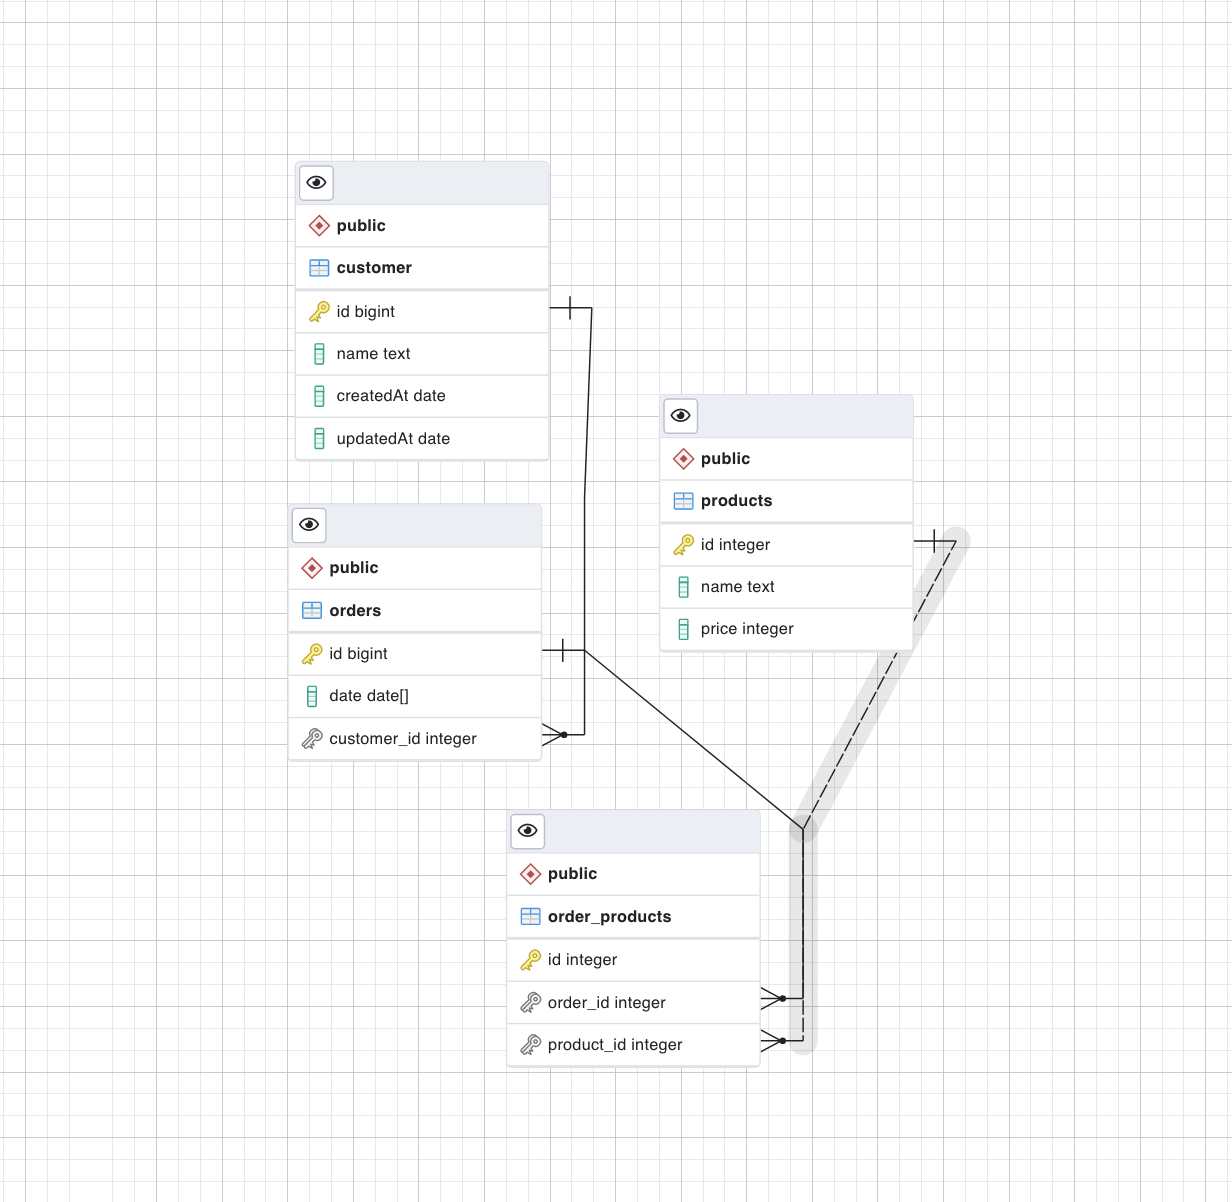 public
customer
id bigint
name text
createdAt date
updatedAt date
public
products
id integer
name text
price integer
public
orders
id bigint
date date[]
customer_id integer
public
order_products
id integer
order_id integer
product_id integer